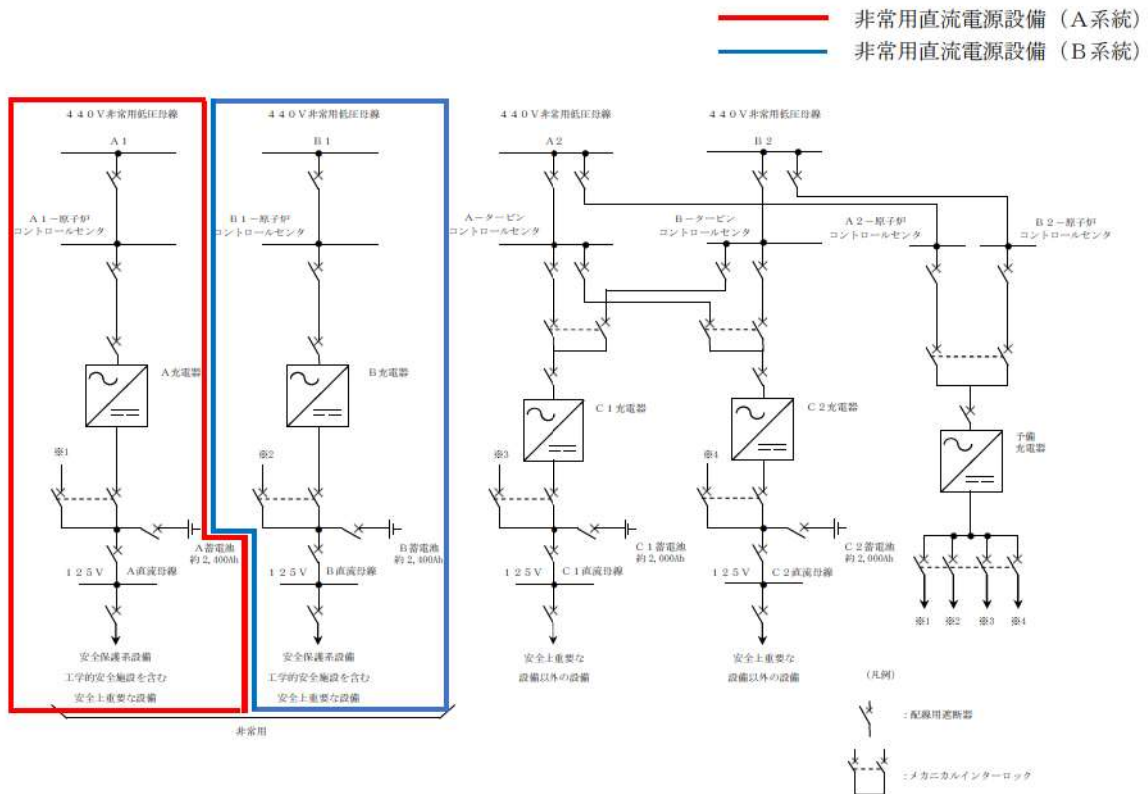 非常用直流電源設備（A系統）
非常用直流電源設備（B系統）
４４０V非常用低圧母線
４４０V非常用低圧母線
４４０V非常用低圧母線
４４０V非常用低圧母線
A１
B１
A２
B２
A１－原子炉
コントロールセンタ
B１－原子炉
コントロールセンタ
A－タービン
コントロールセンタ
B－タービン
コントロールセンタ
A２－原子炉
コントロールセンタ
B２－原子炉
コントロールセンタ
A充電器
B充電器
C１充電器
C２充電器
予備
充電器
※1
※2
※3
※4
A蓄電池
約2,400Ah
B蓄電池
約2,400Ah
C１蓄電池
約2,000Ah
C２蓄電池
約2,000Ah
１２５V
A直流母線
１２５V
B直流母線
１２５V
C１直流母線
１２５V
C２直流母線
※1
※2
※3
※4
安全保護系設備
工学的安全施設を含む
安全上重要な設備
安全保護系設備
工学的安全施設を含む
安全上重要な設備
安全上重要な
設備以外の設備
安全上重要な
設備以外の設備
非常用
(凡例)
：配線用遮断器
：メカニカルインターロック